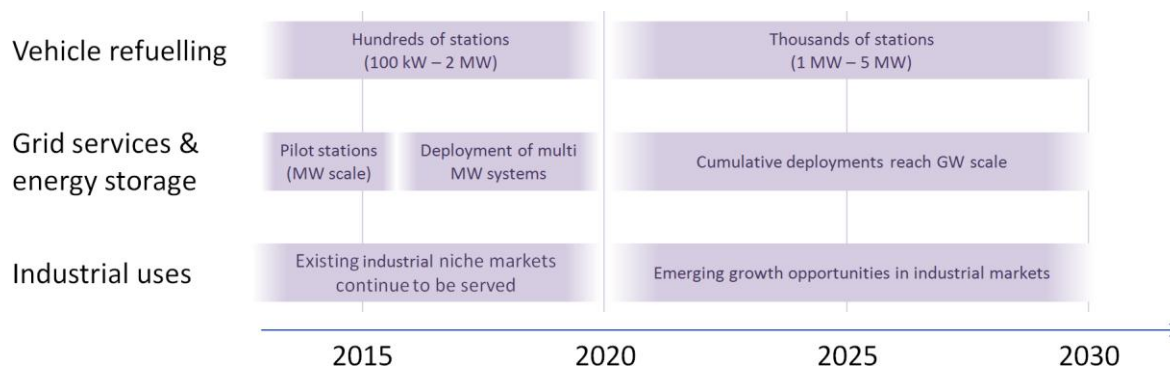 Vehicle refuelling
Hundreds of stations
(100 kW – 2 MW)
Thousands of stations
(1 MW – 5 MW)
Grid services &
energy storage
Pilot stations
(MW scale)
Deployment of multi
MW systems
Cumulative deployments reach GW scale
Industrial uses
Existing industrial niche markets
continue to be served
Emerging growth opportunities in industrial markets
2015
2020
2025
2030